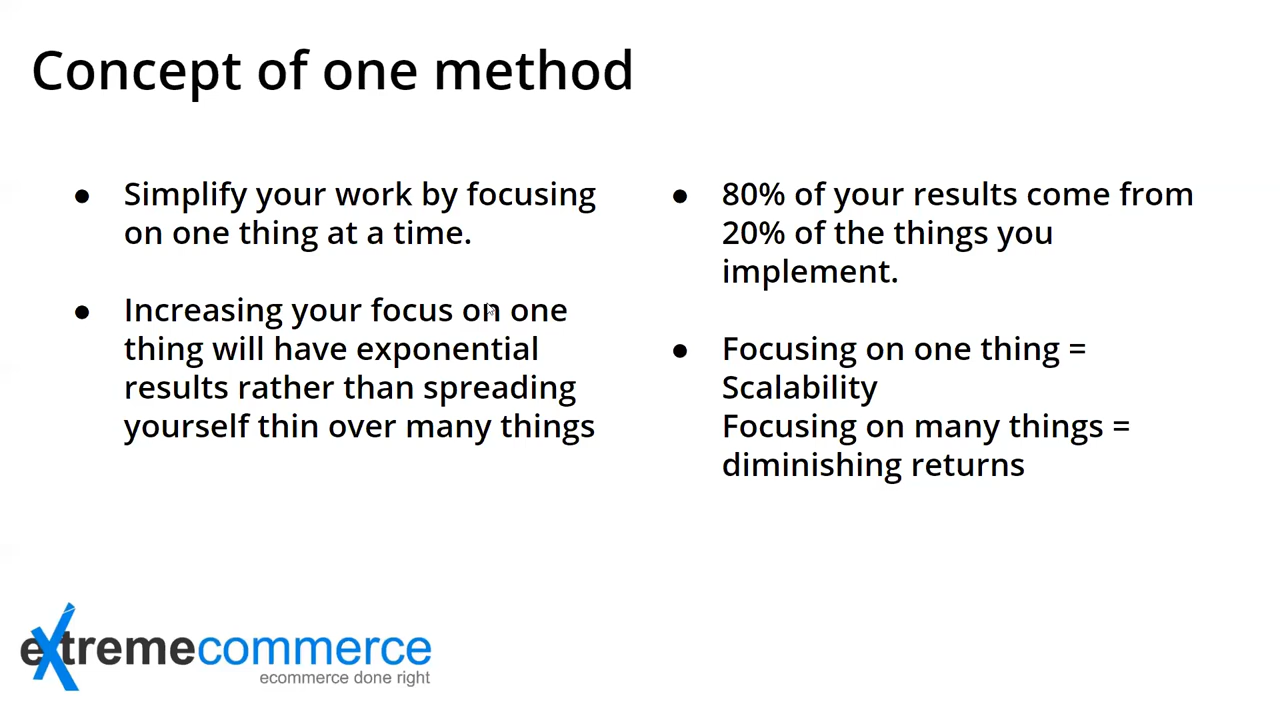 Concept of one method
● Simplify your work by focusing
on one thing at a time.
● Increasing your focus on one
thing will have exponential
results rather than spreading
yourself thin over many things
● 80% of your results come from
20% of the things you
implement.
● Focusing on one thing =
Scalability
Focusing on many things =
diminishing returns
extremecommerce
ecommerce done right